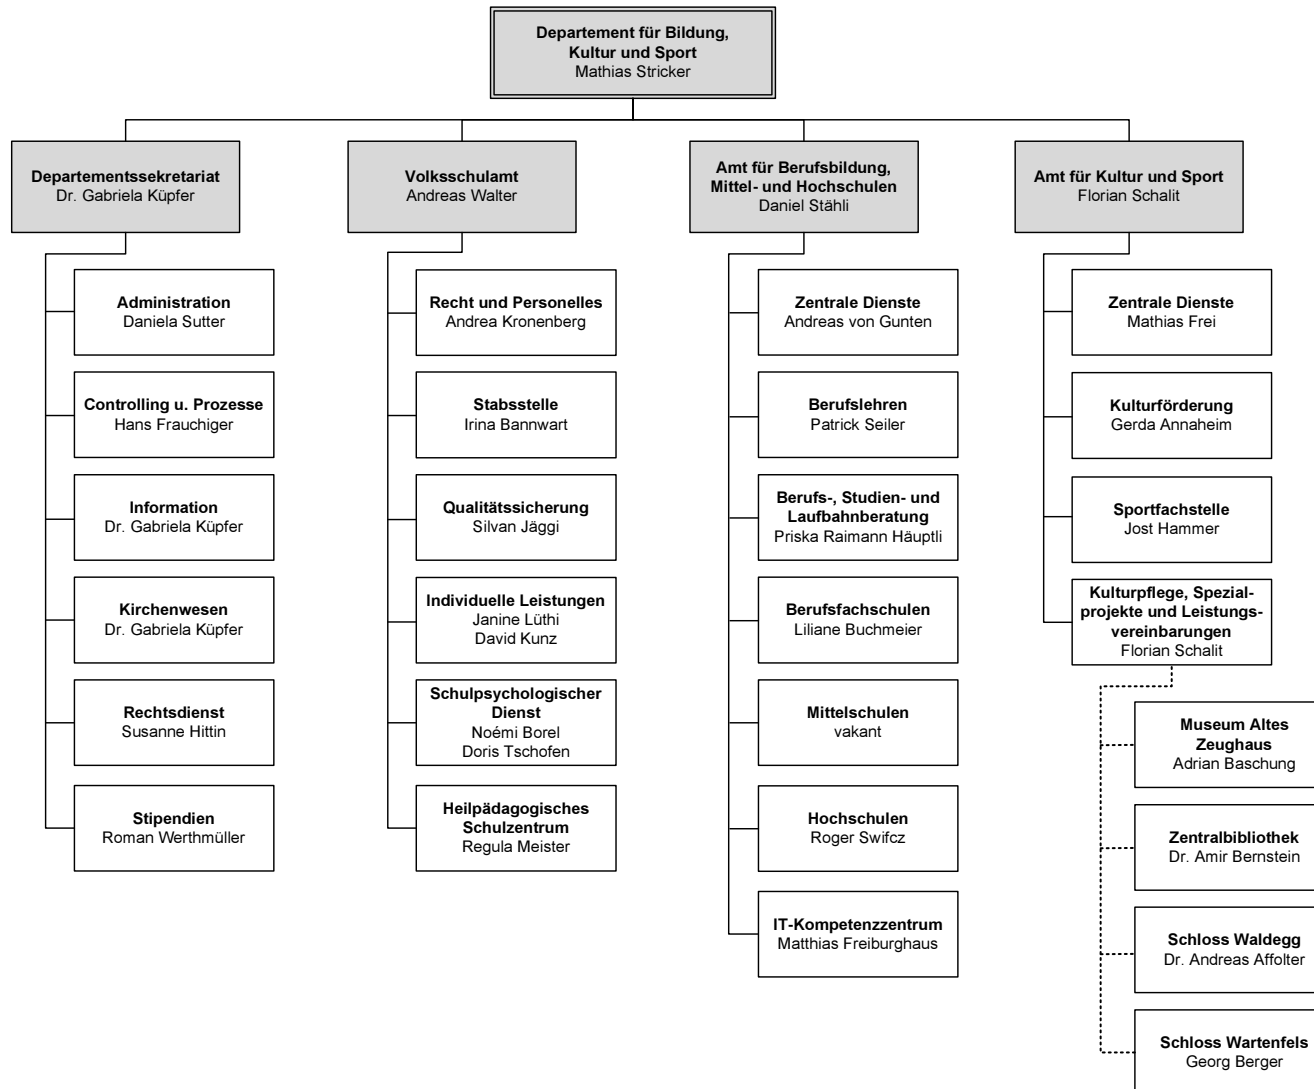 Departement für Bildung,
Kultur und Sport
Mathias Stricker
Departementssekretariat
Dr. Gabriela Küpfer
Administration
Daniela Sutter
Controlling u. Prozesse
Hans Frauchiger
Information
Dr. Gabriela Küpfer
Kirchenwesen
Dr. Gabriela Küpfer
Rechtsdienst
Susanne Hittin
Stipendien
Roman Werthmüller
Volksschulamt
Andreas Walter
Recht und Personelles
Andrea Kronenberg
Stabsstelle
Irina Bannwart
Qualitätssicherung
Silvan Jäggi
Individuelle Leistungen
Janine Lüthi
David Kunz
Schulpsychologischer
Dienst
Noémi Borel
Doris Tschofen
Heilpädagogisches
Schulzentrum
Regula Meister
Amt für Berufsbildung,
Mittel- und Hochschulen
Daniel Stähli
Zentrale Dienste
Andreas von Gunten
Berufslehren
Patrick Seiler
Berufs-, Studien- und
Laufbahnberatung
Priska Raimann Häuptli
Berufsfachschulen
Liliane Buchmeier
Mittelschulen
vakant
Hochschulen
Roger Swifcz
IT-Kompetenzzentrum
Matthias Freiburghaus
Amt für Kultur und Sport
Florian Schalit
Zentrale Dienste
Mathias Frei
Kulturförderung
Gerda Annaheim
Sportfachstelle
Jost Hammer
Kulturpflege, Spezial-
projekte und Leistungs-
vereinbarungen
Florian Schalit
Museum Altes
Zeughaus
Adrian Baschung
Zentralbibliothek
Dr. Amir Bernstein
Schloss Waldegg
Dr. Andreas Affolter
Schloss Wartenfels
Georg Berger